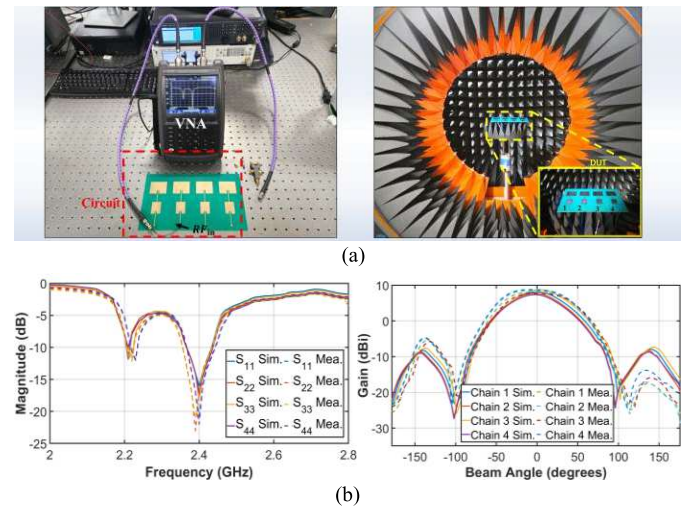 VNA
Circuit
RFin
DUT
1 2 3 4
(a)
0
-5
-10
-15
-20
-25
2
2.2
2.4
2.6
2.8
Magnitude (dB)
Frequency (GHz)
S11 Sim. S11 Mea.
S22 Sim. S22 Mea.
S33 Sim. S33 Mea.
S44 Sim. S44 Mea.
10
0
-10
-20
-30
-150
-100
-50
0
50
100
150
Gain (dBi)
Beam Angle (degrees)
Chain 1 Sim. Chain 1 Mea.
Chain 2 Sim. Chain 2 Mea.
Chain 3 Sim. Chain 3 Mea.
Chain 4 Sim. Chain 4 Mea.
(b)